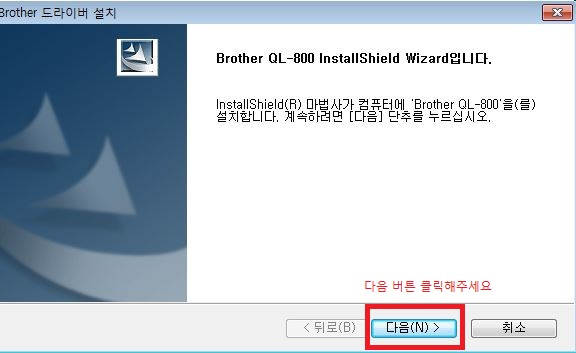 Brother 드라이버 설치
Brother QL-800 InstallShield Wizard입니다.
InstallShield(R) 마법사가 컴퓨터에 'Brother QL-800'을(를)
설치합니다. 계속하려면 [다음] 단추를 누르십시오.
다음 버튼 클릭해주세요
< 뒤로(B)
다음(N) >
취소